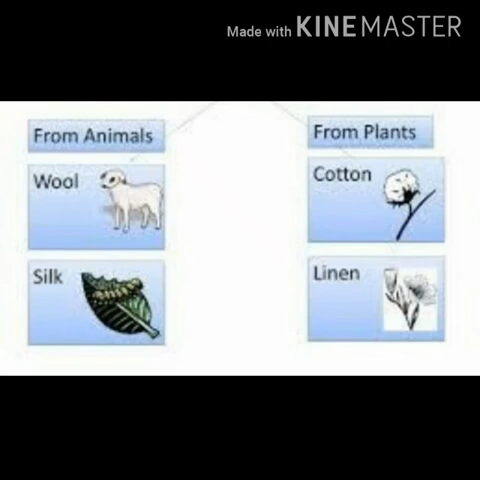 Made with KINEMASTER
From Animals
Wool
Silk
From Plants
Cotton
Linen